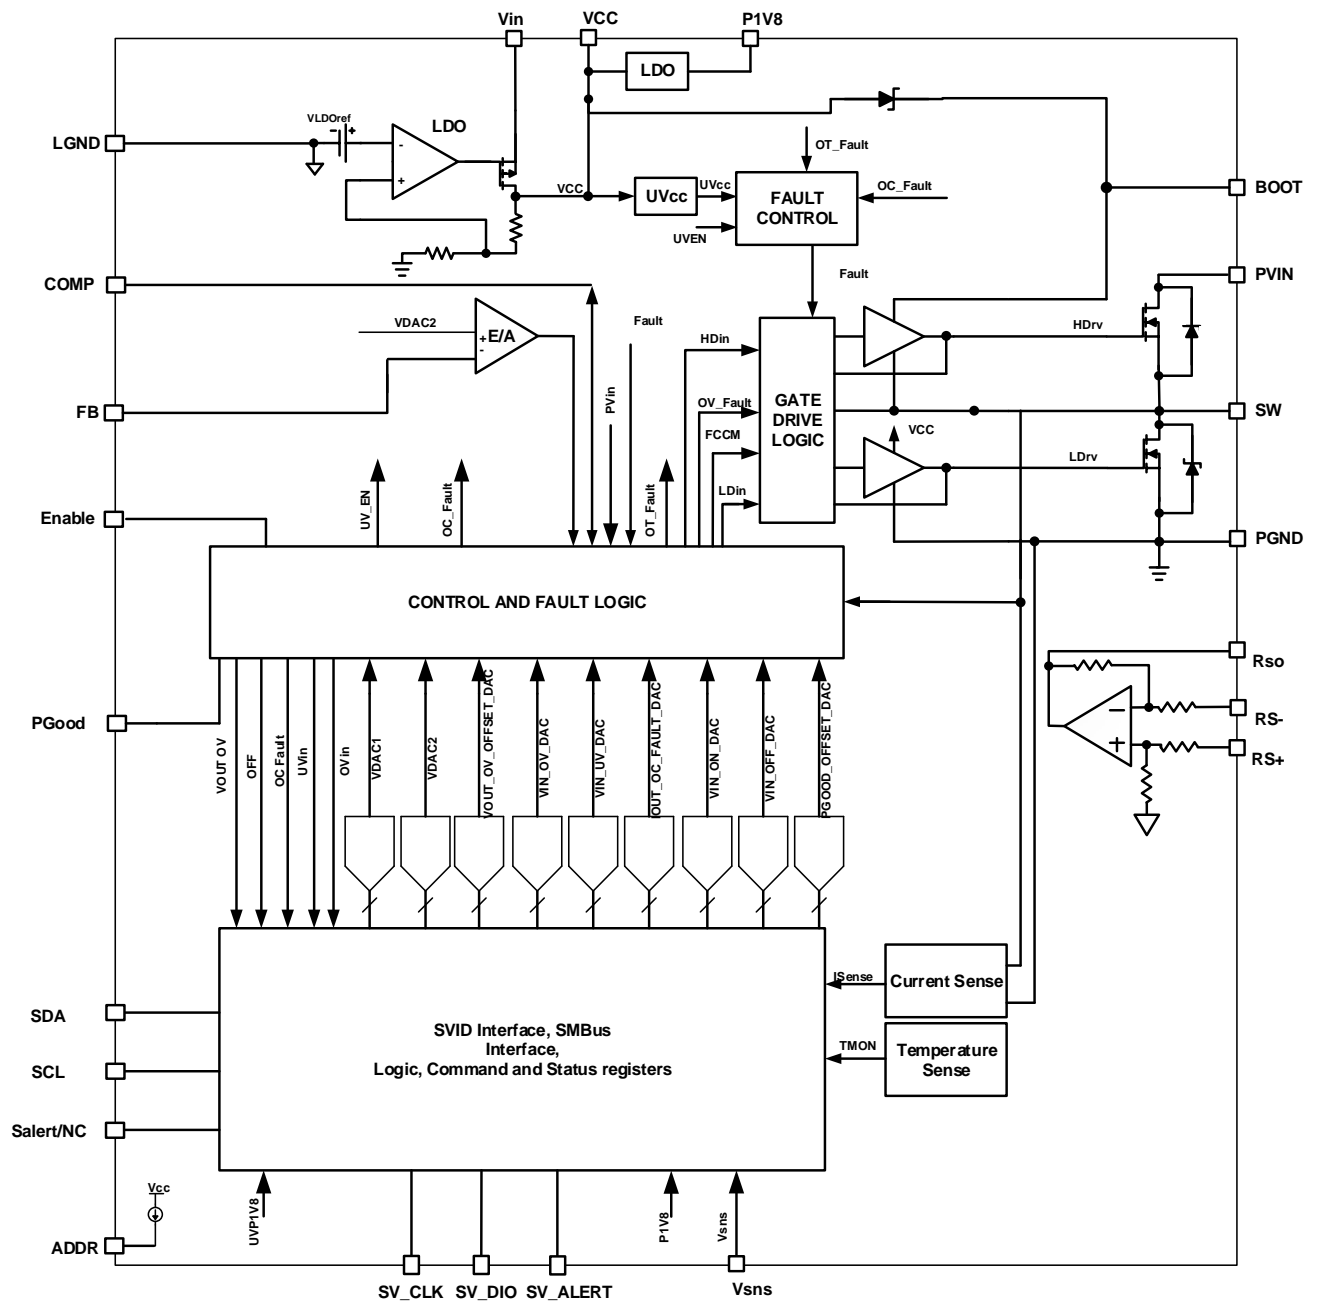 Vin
VCC
P1V8
LDO
VLDOref
-
+
LDO
-
+
LGND
OT_Fault
VCC
UVcc
UVcc
FAULT
CONTROL
OC_Fault
BOOT
UVEN
COMP
Fault
PVIN
VDAC2
+
-
E/A
Fault
HDin
HDrv
FB
PVin
OV_Fault
FCCM
GATE
DRIVE
LOGIC
SW
VCC
LDrv
LDin
Enable
UV_EN
OC_Fault
OT_Fault
PGND
CONTROL AND FAULT LOGIC
Rso
RS-
RS+
−
+
PGood
VOUT OV
OFF
OC Fault
UVin
OVin
VDAC1
VDAC2
VOUT_OV_OFFSET_DAC
VIN_OV_DAC
VIN_UV_DAC
IOUT_OC_FAULT_DAC
VIN_ON_DAC
VIN_OFF_DAC
PGOOD_OFFSET_DAC
ISense
Current Sense
TMON
Temperature
Sense
SDA
SCL
Salert/NC
SVID Interface, SMBus
Interface,
Logic, Command and Status registers
Vcc
ADDR
UVP1V8
P1V8
Vsns
SV_CLK
SV_DIO
SV_ALERT
Vsns